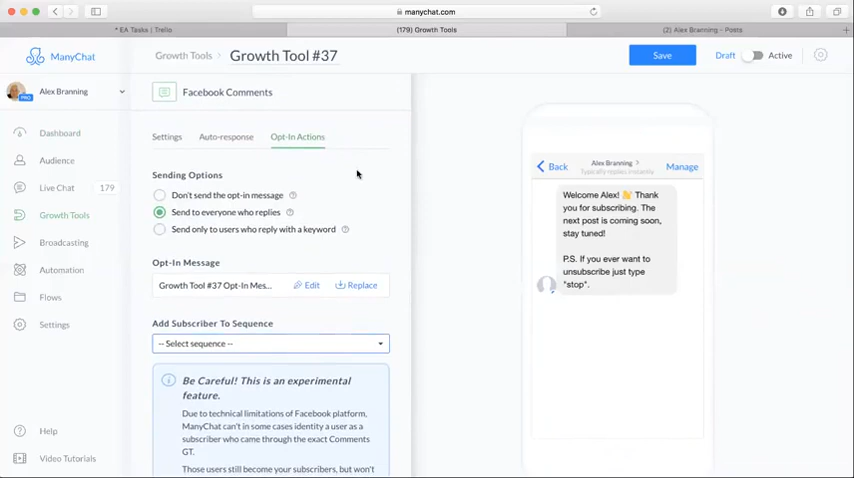 manychat.com
* EA Tasks | Trello
(179) Growth Tools
(2) Alex Branning - Posts
ManyChat
Growth Tools › Growth Tool #37
Save
Draft
Active
Alex Branning
PRO
Facebook Comments
Dashboard
Settings
Auto-response
Opt-In Actions
Audience
Sending Options
Live Chat
179
Don't send the opt-in message
Growth Tools
Send to everyone who replies
Send only to users who reply with a keyword
Broadcasting
Automation
Opt-In Message
Growth Tool #37 Opt-In Mes...
Edit
Replace
Flows
Settings
Add Subscriber To Sequence
-- Select sequence --
Be Careful! This is an experimental
feature.
Due to technical limitations of Facebook platform,
ManyChat can't in some cases identity a user as a
subscriber who came through the exact Comments
GT.
Those users still become your subscribers, but won't
Help
Video Tutorials
Back
Alex Branning
Typically replies instantly
Manage
Welcome Alex! 👋 Thank
you for subscribing. The
next post is coming soon,
stay tuned!
P.S. If you ever want to
unsubscribe just type
*stop*.